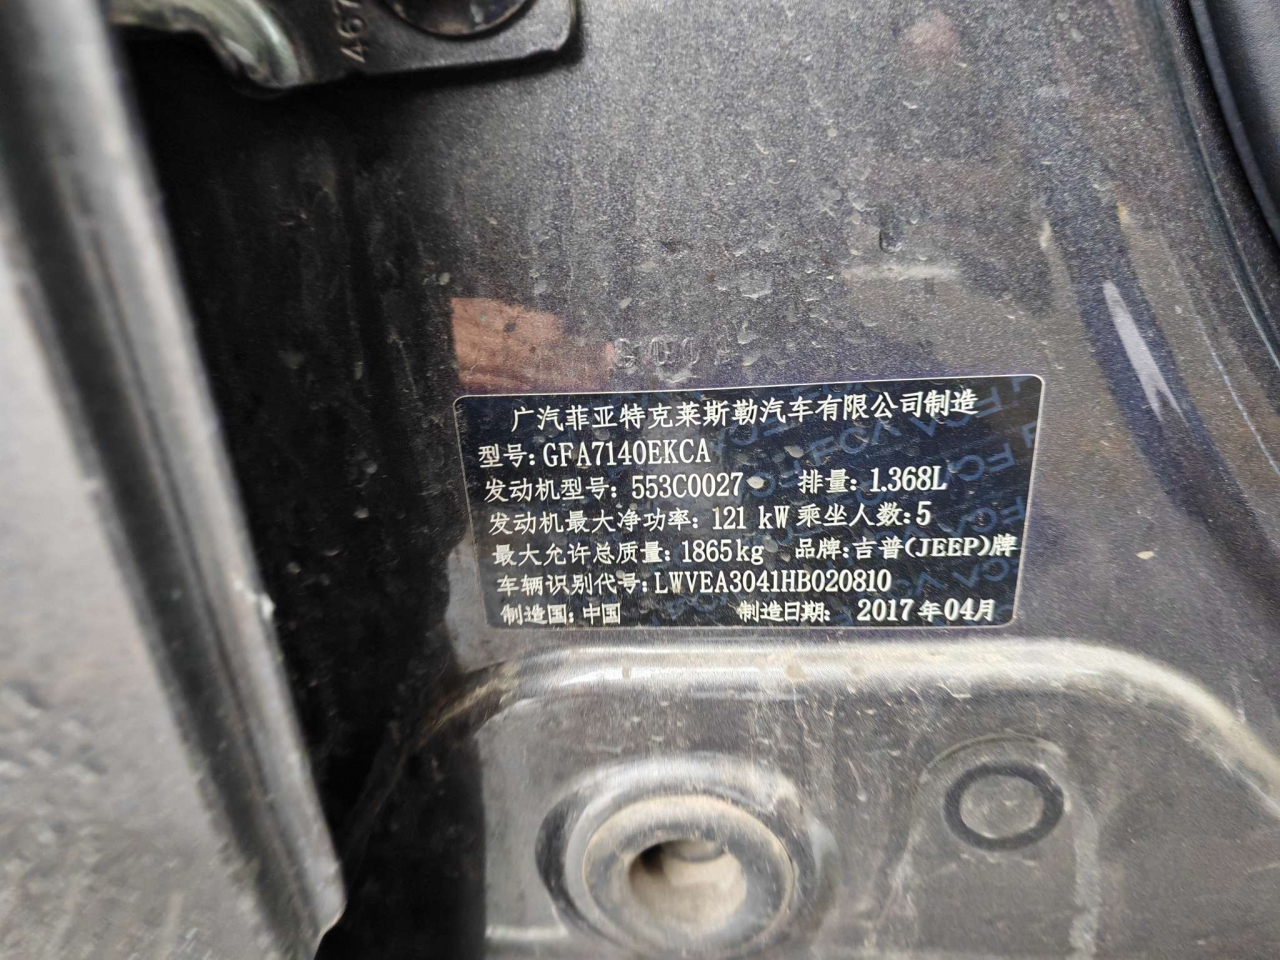 467
广汽菲亚特克莱斯勒汽车有限公司制造
型号:GFA7140EKCA
发动机型号: 553C0027 排量: 1.368L
发动机最大净功率: 121 kW 乘坐人数: 5
最大允许总质量: 1865kg 品牌:吉普(JEEP)牌
车辆识别代号: LWVEA3041HB020810
制造国: 中国 制造日期: 2017年04月